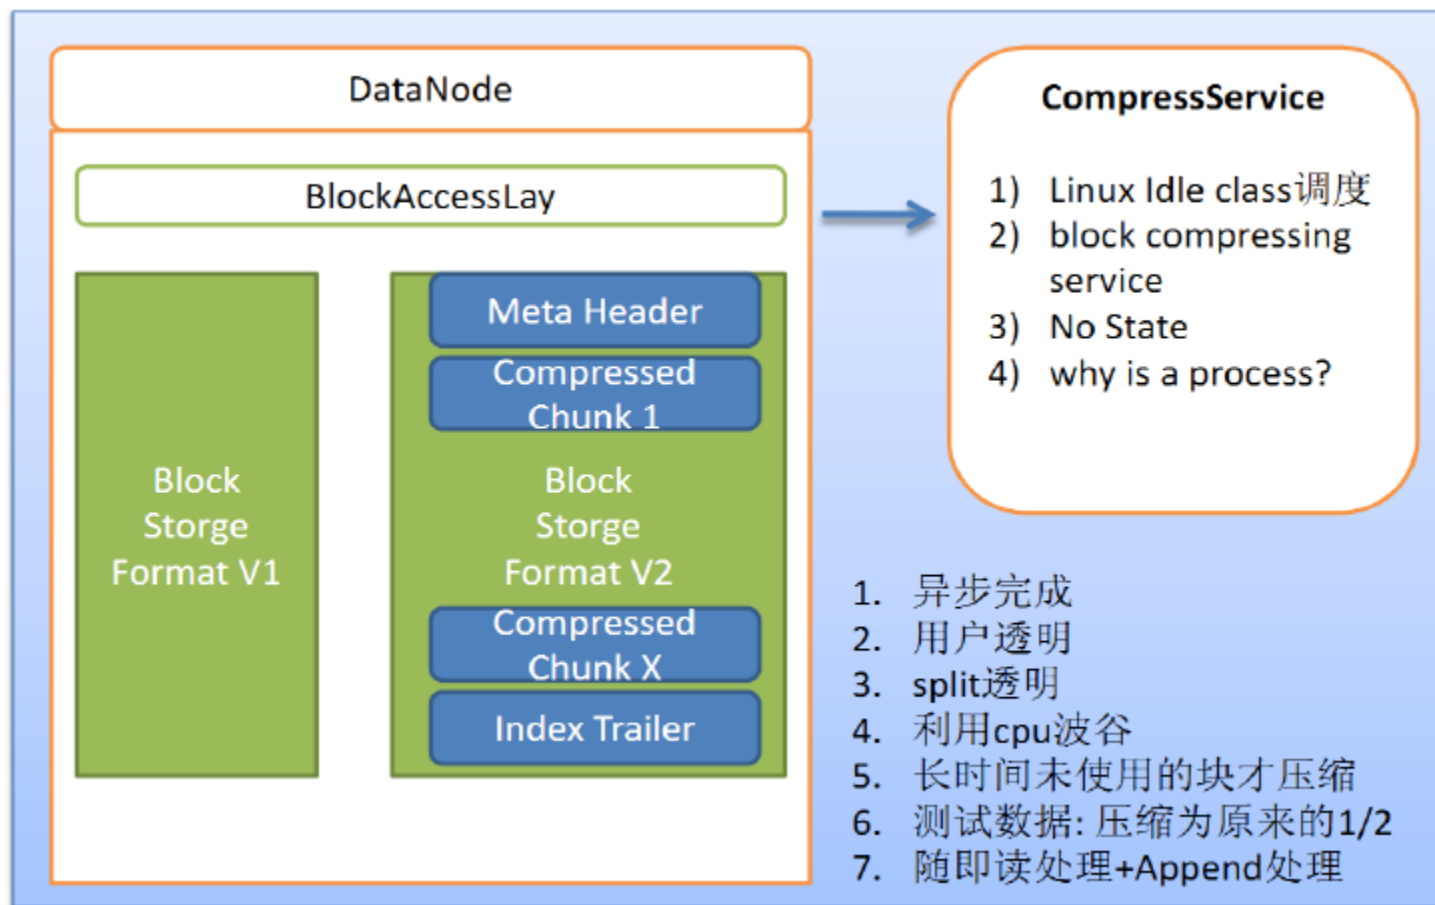 DataNode
BlockAccessLay
Block
Storge
Format V1
Meta Header
Compressed
Chunk 1
Block
Storge
Format V2
Compressed
Chunk X
Index Trailer
CompressService
1) Linux Idle class调度
2) block compressing
service
3) No State
4) why is a process?
1. 异步完成
2. 用户透明
3. split透明
4. 利用cpu波谷
5. 长时间未使用的块才压缩
6. 测试数据: 压缩为原来的1/2
7. 随即读处理+Append处理